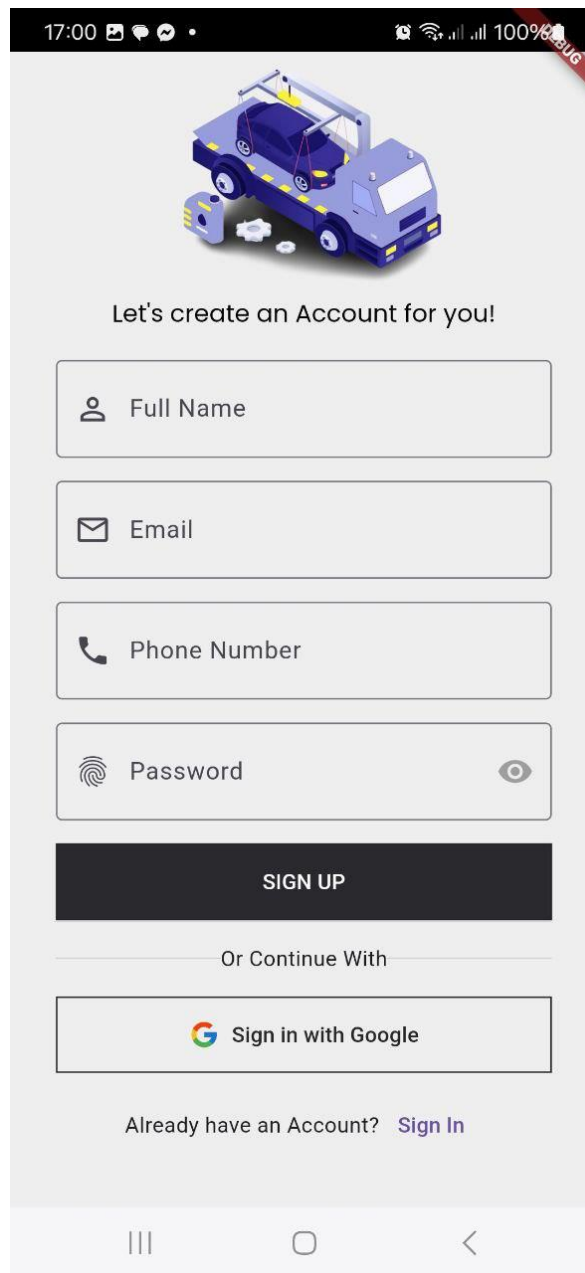 17:00 100%
DEBUG
Let's create an Account for you!
Full Name
Email
Phone Number
Password
SIGN UP
Or Continue With
Sign in with Google
Already have an Account? Sign In